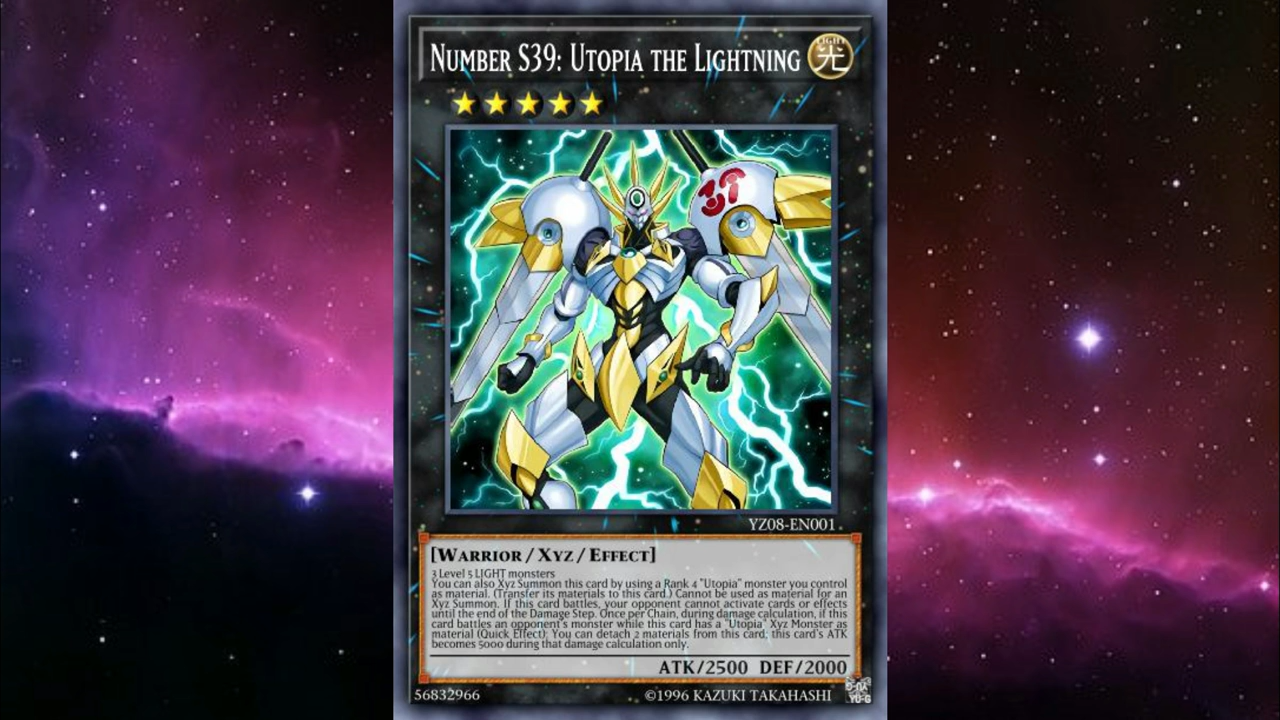 NUMBER S39: UTOPIA THE LIGHTNING
LIGHT
光
39
YZ08-EN001
[WARRIOR / XYZ / EFFECT]
3 Level 5 LIGHT monsters
You can also Xyz Summon this card by using a Rank 4 "Utopia" monster you control
as material. (Transfer its materials to this card.) Cannot be used as material for an
Xyz Summon. If this card battles, your opponent cannot activate cards or effects
until the end of the Damage Step. Once per Chain, during damage calculation, if this
card battles an opponent's monster while this card has a "Utopia" Xyz Monster as
material (Quick Effect): You can detach 2 materials from this card; this card's ATK
becomes 5000 during that damage calculation only.
ATK/2500 DEF/2000
56832966
©1996 KAZUKI TAKAHASHI